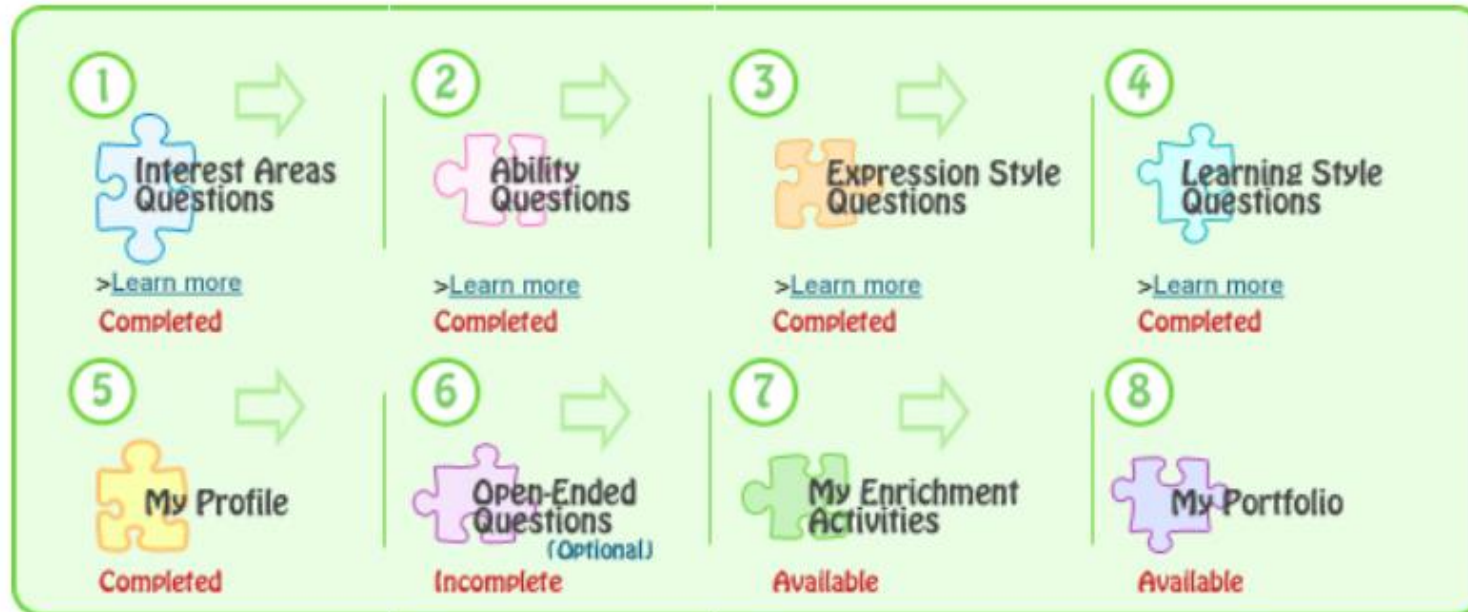 1
2
3
4
Interest Areas
Questions
Ability
Questions
Expression Style
Questions
Learning Style
Questions
>Learn more
>Learn more
>Learn more
>Learn more
Completed
Completed
Completed
Completed
5
6
7
8
My Profile
Open-Ended
Questions
(Optional)
My Enrichment
Activities
My Portfolio
Completed
Incomplete
Available
Available